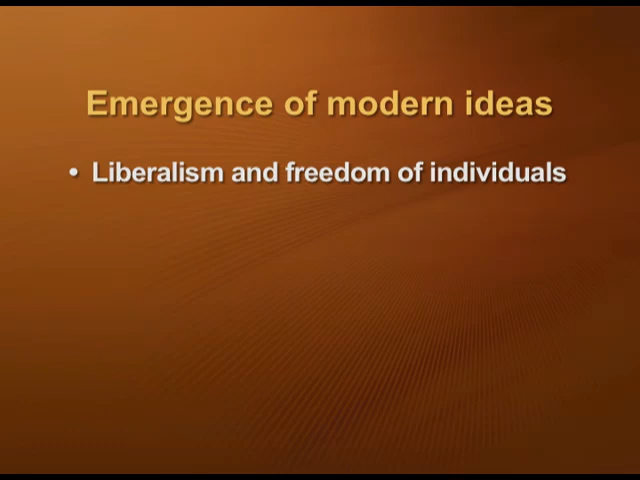 Emergence of modern ideas
• Liberalism and freedom of individuals